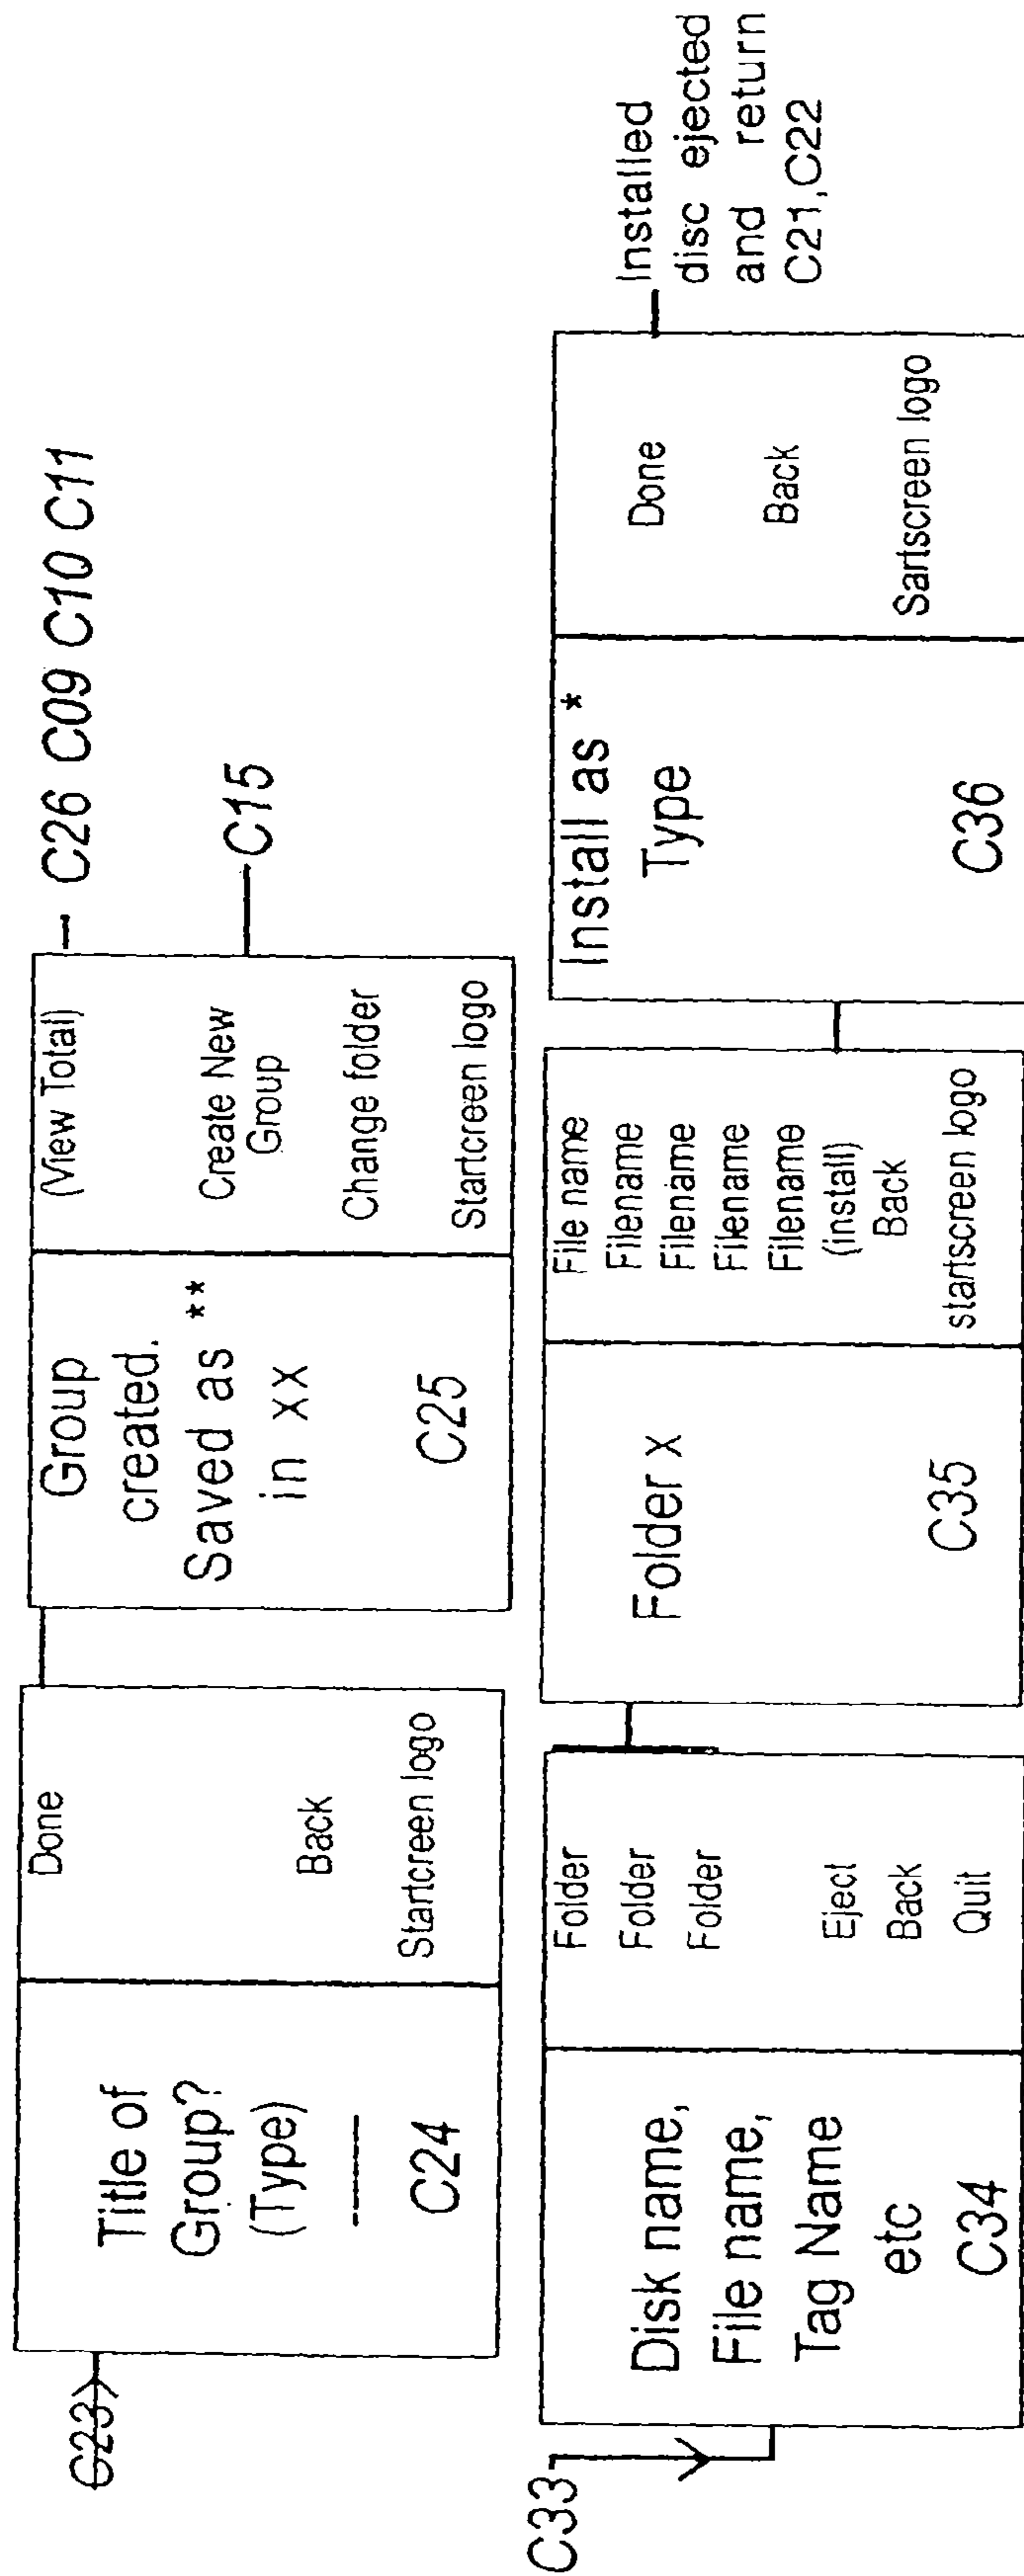 C23
Title of
Group?
(Type)
C24
Done
Back
Startcreen logo
Group
created.
Saved as **
in xx
C25
(View Total)
Create New
Group
Change folder
Startcreen logo
C26 C09 C10 C11
C15
C33
Disk name,
File name,
Tag Name
etc
C34
Folder
Folder
Folder
Eject
Back
Quit
Folder x
C35
File name
Filename
Filename
Filename
Filename
(install)
Back
startscreen logo
Install as *
Type
C36
Done
Back
Sartscreen logo
Installed
disc ejected
and return
C21,C22